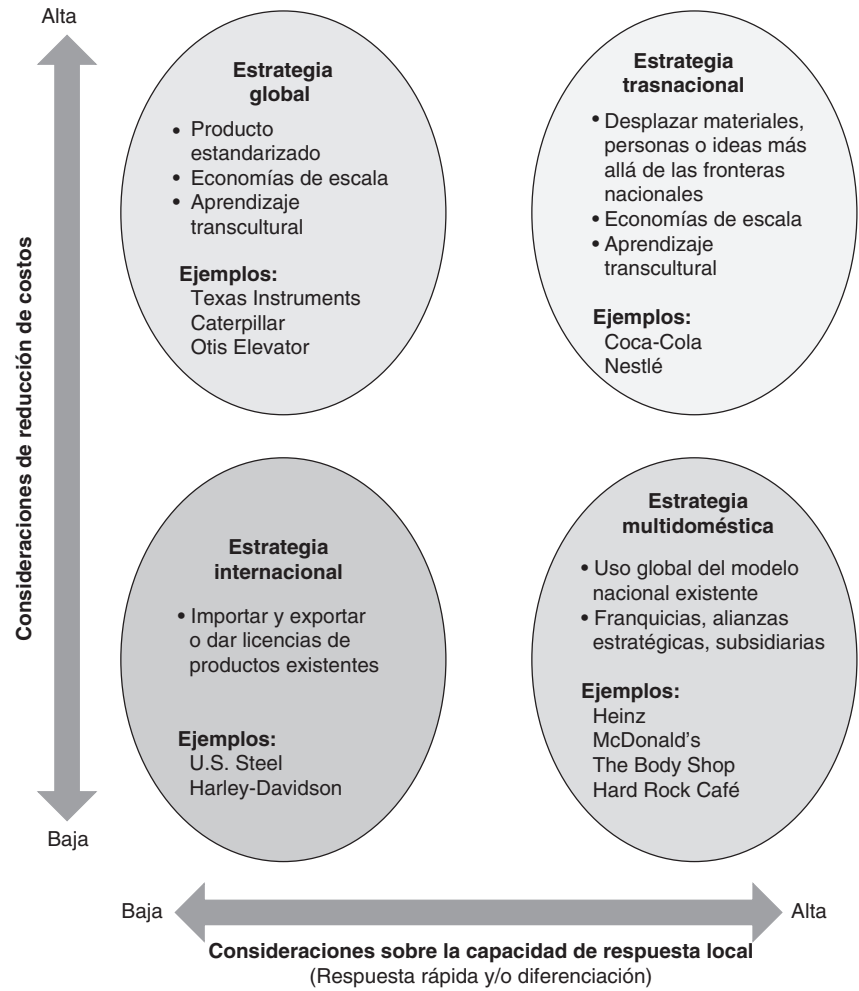 Alta
Estrategia
global
• Producto
estandarizado
• Economías de escala
• Aprendizaje
transcultural
Ejemplos:
Texas Instruments
Caterpillar
Otis Elevator
Estrategia
trasnacional
• Desplazar materiales,
personas o ideas más
allá de las fronteras
nacionales
• Economías de escala
• Aprendizaje
transcultural
Ejemplos:
Coca-Cola
Nestlé
Consideraciones de reducción de costos
Estrategia
internacional
• Importar y exportar
o dar licencias de
productos existentes
Ejemplos:
U.S. Steel
Harley-Davidson
Estrategia
multidoméstica
• Uso global del modelo
nacional existente
• Franquicias, alianzas
estratégicas, subsidiarias
Ejemplos:
Heinz
McDonald's
The Body Shop
Hard Rock Café
Baja
Baja
Alta
Consideraciones sobre la capacidad de respuesta local
(Respuesta rápida y/o diferenciación)